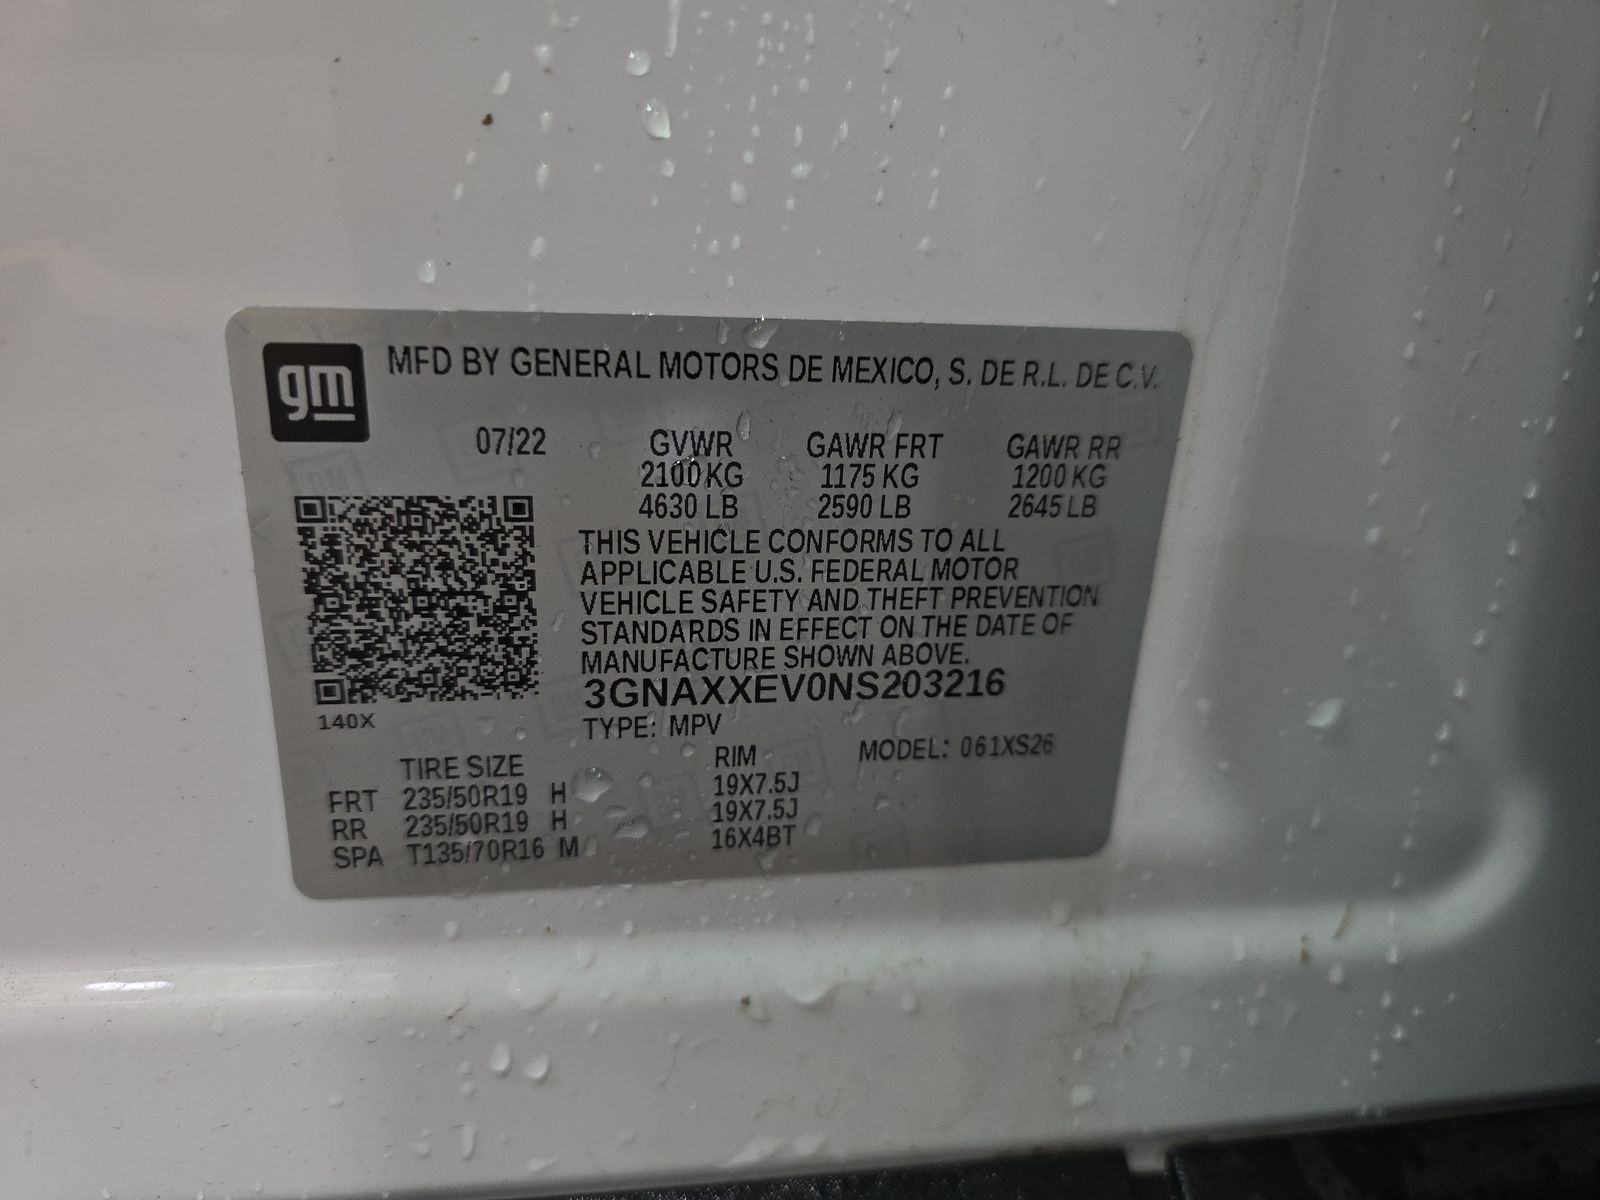 gm
MFD BY GENERAL MOTORS DE MEXICO, S. DE R.L. DE C.V.
07/22 GVWR GAWR FRT GAWR RR
2100 KG 1175 KG 1200 KG
4630 LB 2590 LB 2645 LB
THIS VEHICLE CONFORMS TO ALL
APPLICABLE U.S. FEDERAL MOTOR
VEHICLE SAFETY AND THEFT PREVENTION
STANDARDS IN EFFECT ON THE DATE OF
MANUFACTURE SHOWN ABOVE.
3GNAXXEV0NS203216
140X
TYPE: MPV
TIRE SIZE RIM MODEL: 061XS26
FRT 235/50R19 H 19X7.5J
RR 235/50R19 H 19X7.5J
SPA T135/70R16 M 16X4BT